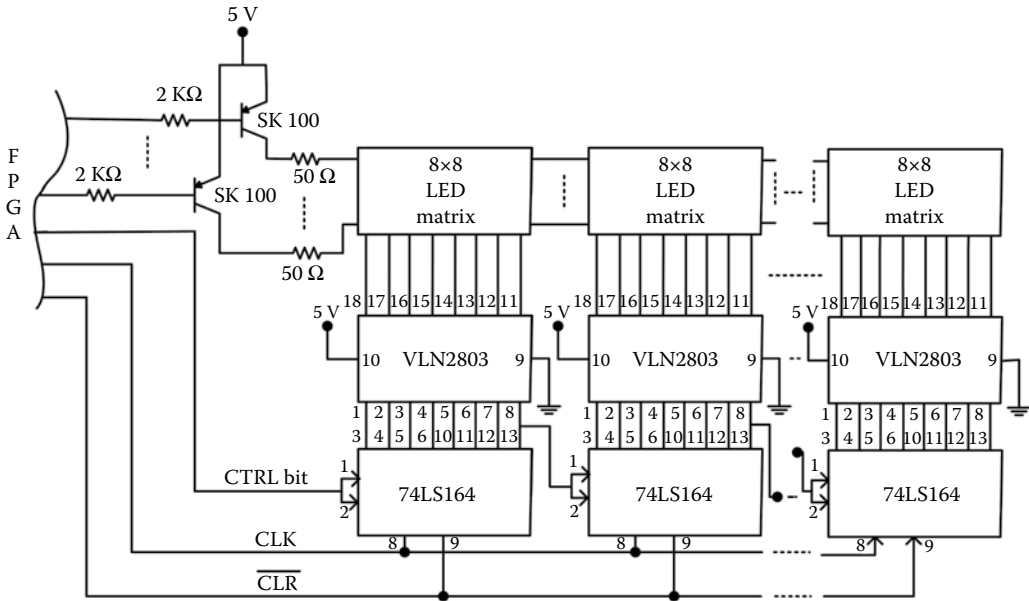 5 V
2 KΩ
SK 100
F
P
G
A
2 KΩ
SK 100
50 Ω
50 Ω
8×8
LED
matrix
8×8
LED
matrix
8×8
LED
matrix
18 17 16 15 14 13 12 11
18 17 16 15 14 13 12 11
18 17 16 15 14 13 12 11
5 V
5 V
5 V
10 VLN2803 9
10 VLN2803 9
10 VLN2803 9
1 2 3 4 5 6 7 8
1 2 3 4 5 6 7 8
1 2 3 4 5 6 7 8
3 4 5 6 10 11 12 13
3 4 5 6 10 11 12 13
3 4 5 6 10 11 12 13
CTRL bit
1
2
74LS164
1
2
74LS164
1
2
74LS164
CLK
8 9
8 9
8 9
CLR